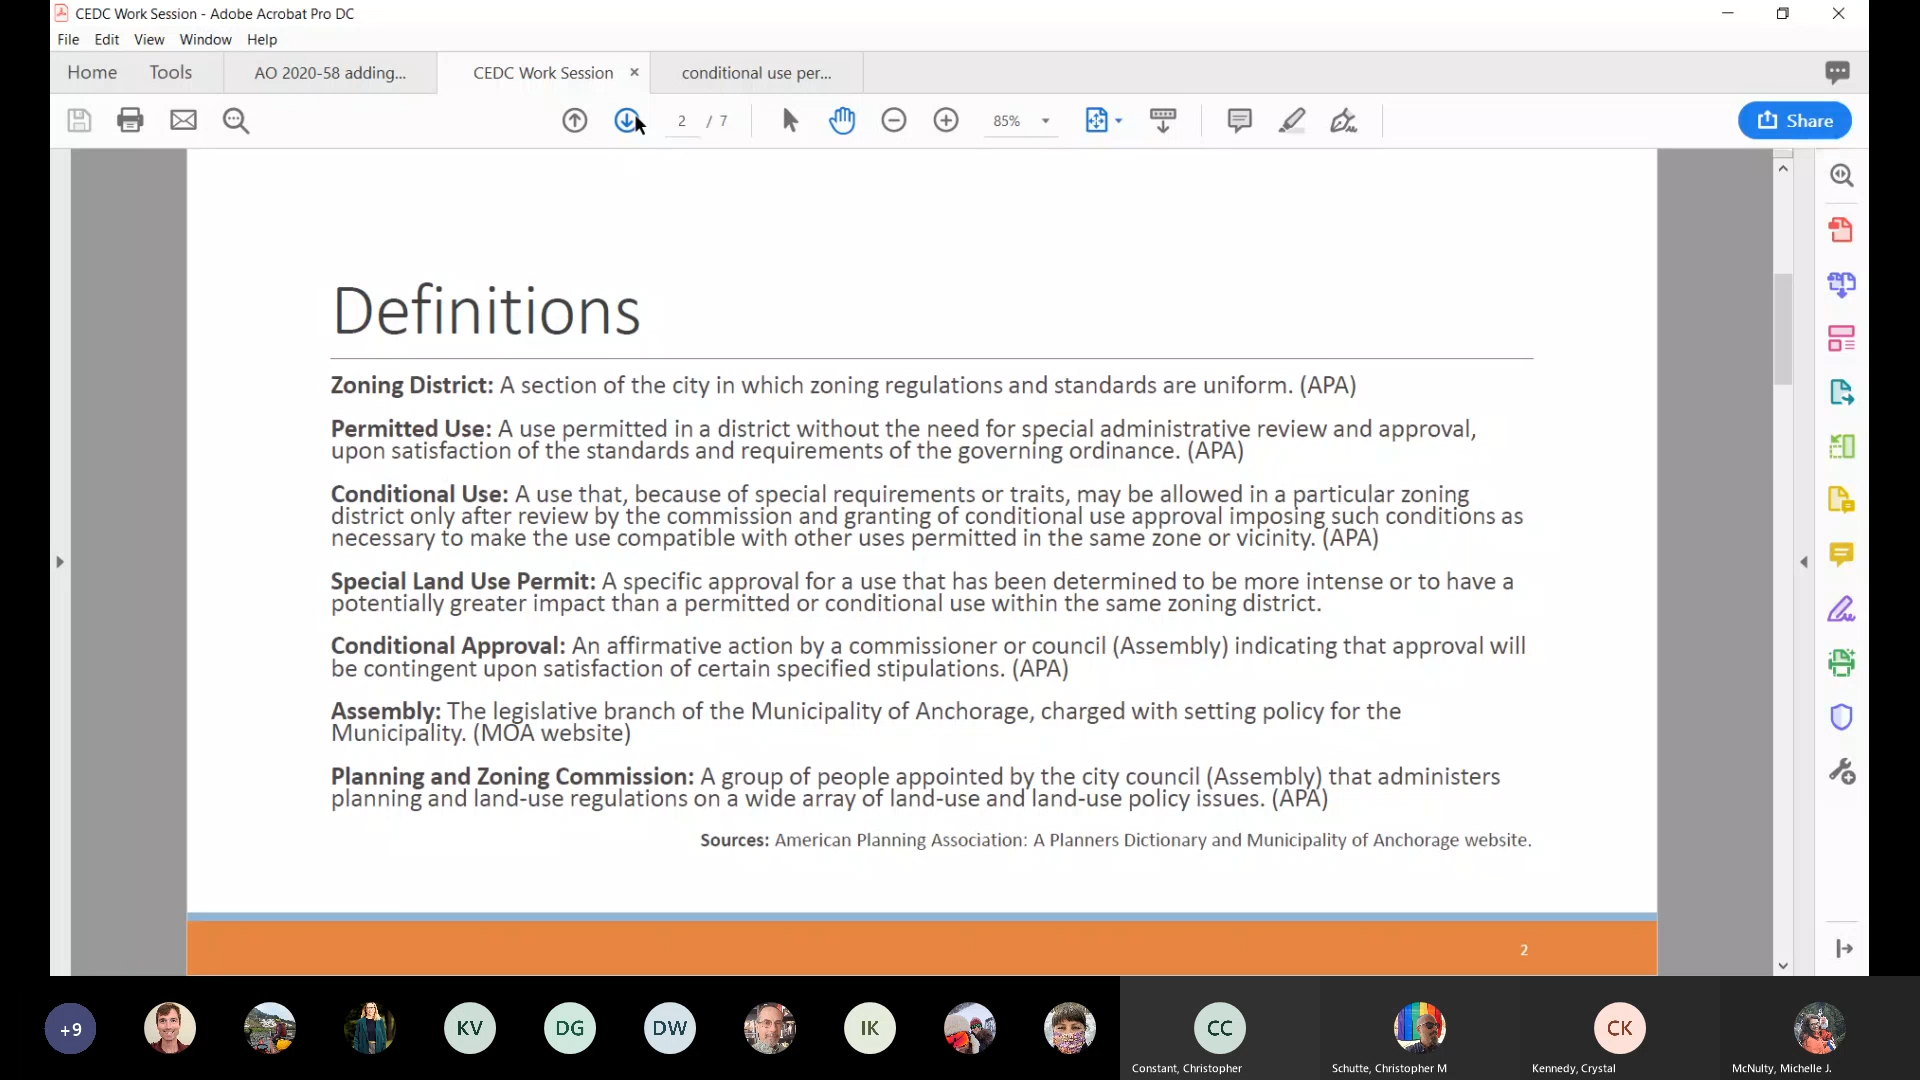 CEDC Work Session - Adobe Acrobat Pro DC
File Edit View Window Help
Home Tools AO 2020-58 adding... CEDC Work Session × conditional use per...
2 / 7 85% Share
Definitions
Zoning District: A section of the city in which zoning regulations and standards are uniform. (APA)
Permitted Use: A use permitted in a district without the need for special administrative review and approval,
upon satisfaction of the standards and requirements of the governing ordinance. (APA)
Conditional Use: A use that, because of special requirements or traits, may be allowed in a particular zoning
district only after review by the commission and granting of conditional use approval imposing such conditions as
necessary to make the use compatible with other uses permitted in the same zone or vicinity. (APA)
Special Land Use Permit: A specific approval for a use that has been determined to be more intense or to have a
potentially greater impact than a permitted or conditional use within the same zoning district.
Conditional Approval: An affirmative action by a commissioner or council (Assembly) indicating that approval will
be contingent upon satisfaction of certain specified stipulations. (APA)
Assembly: The legislative branch of the Municipality of Anchorage, charged with setting policy for the
Municipality. (MOA website)
Planning and Zoning Commission: A group of people appointed by the city council (Assembly) that administers
planning and land-use regulations on a wide array of land-use and land-use policy issues. (APA)
Sources: American Planning Association: A Planners Dictionary and Municipality of Anchorage website.
2
+9 KV DG DW IK CC CK
Constant, Christopher Schutte, Christopher M Kennedy, Crystal McNulty, Michelle J.